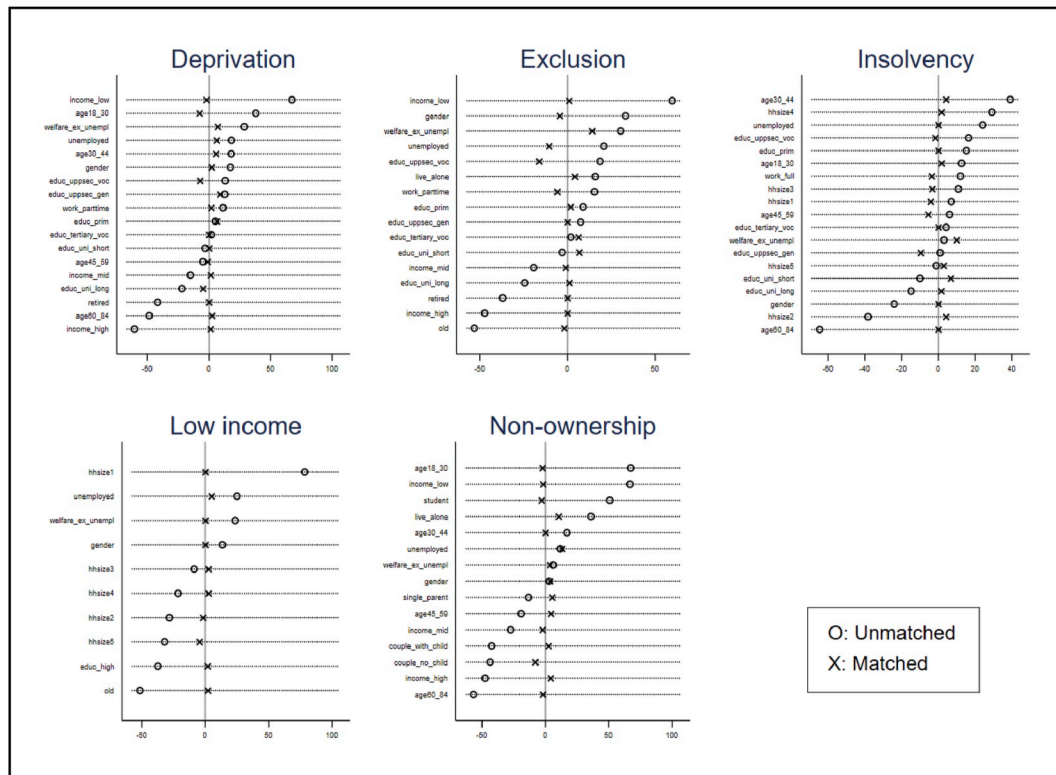 Deprivation
income_low
age18_30
welfare_ex_unempl
unemployed
age30_44
gender
educ_uppsec_voc
educ_uppsec_gen
work_parttime
educ_prim
educ_tertiary_voc
educ_uni_short
age45_59
income_mid
educ_uni_long
retired
age60_84
income_high
-50 0 50 100
Exclusion
income_low
gender
welfare_ex_unempl
unemployed
educ_uppsec_voc
live_alone
work_parttime
educ_prim
educ_uppsec_gen
educ_tertiary_voc
educ_uni_short
income_mid
educ_uni_long
retired
income_high
old
-50 0 50
Insolvency
age30_44
hhsize4
unemployed
educ_uppsec_voc
educ_prim
age18_30
work_full
hhsize3
hhsize1
age45_59
educ_tertiary_voc
welfare_ex_unempl
educ_uppsec_gen
hhsize5
educ_uni_short
educ_uni_long
gender
hhsize2
age60_84
-60 -40 -20 0 20 40
Low income
hhsize1
unemployed
welfare_ex_unempl
gender
hhsize3
hhsize4
hhsize2
hhsize5
educ_high
old
-50 0 50 100
Non-ownership
age18_30
income_low
student
live_alone
age30_44
unemployed
welfare_ex_unempl
gender
single_parent
age45_59
income_mid
couple_with_child
couple_no_child
income_high
age60_84
-50 0 50 100
O: Unmatched
X: Matched